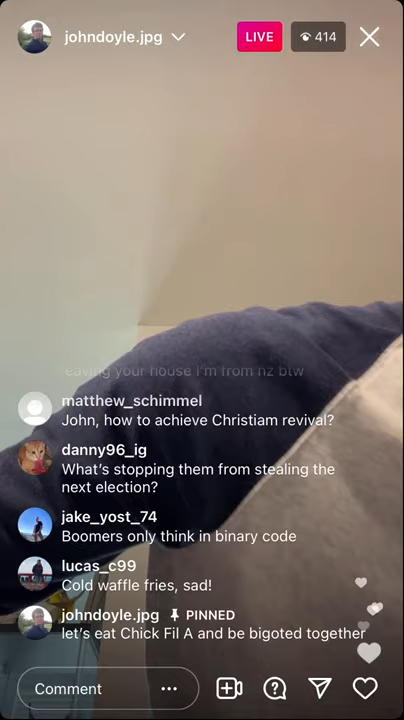 johndoyle.jpg
LIVE
414
eaving your house I'm from nz btw
matthew_schimmel
John, how to achieve Christiam revival?
danny96_ig
What's stopping them from stealing the
next election?
jake_yost_74
Boomers only think in binary code
lucas_c99
Cold waffle fries, sad!
johndoyle.jpg PINNED
let's eat Chick Fil A and be bigoted together
Comment